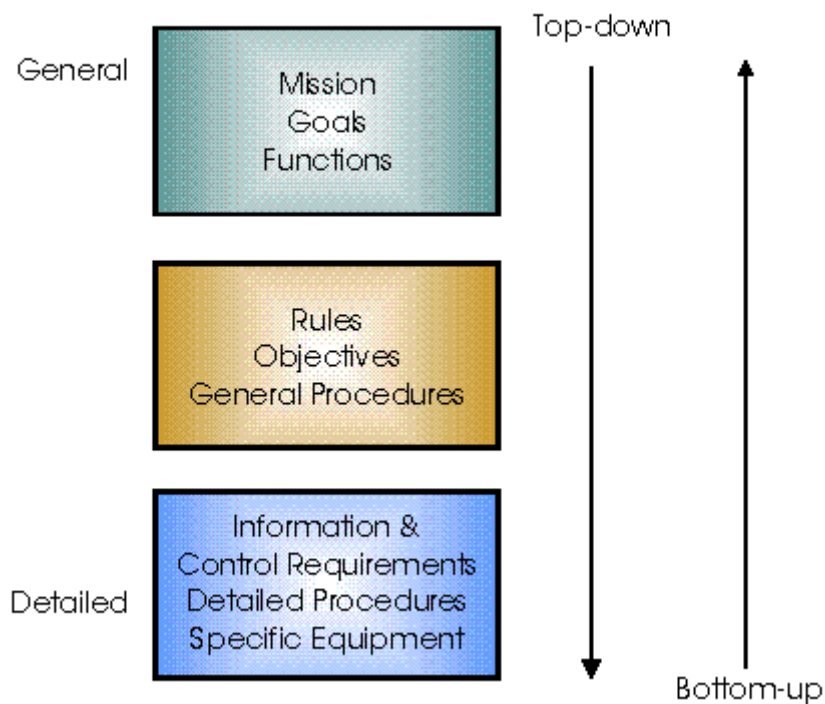 Top-down
General
Mission
Goals
Functions
Rules
Objectives
General Procedures
Information &
Control Requirements
Detailed Procedures
Detailed
Specific Equipment
Bottom-up